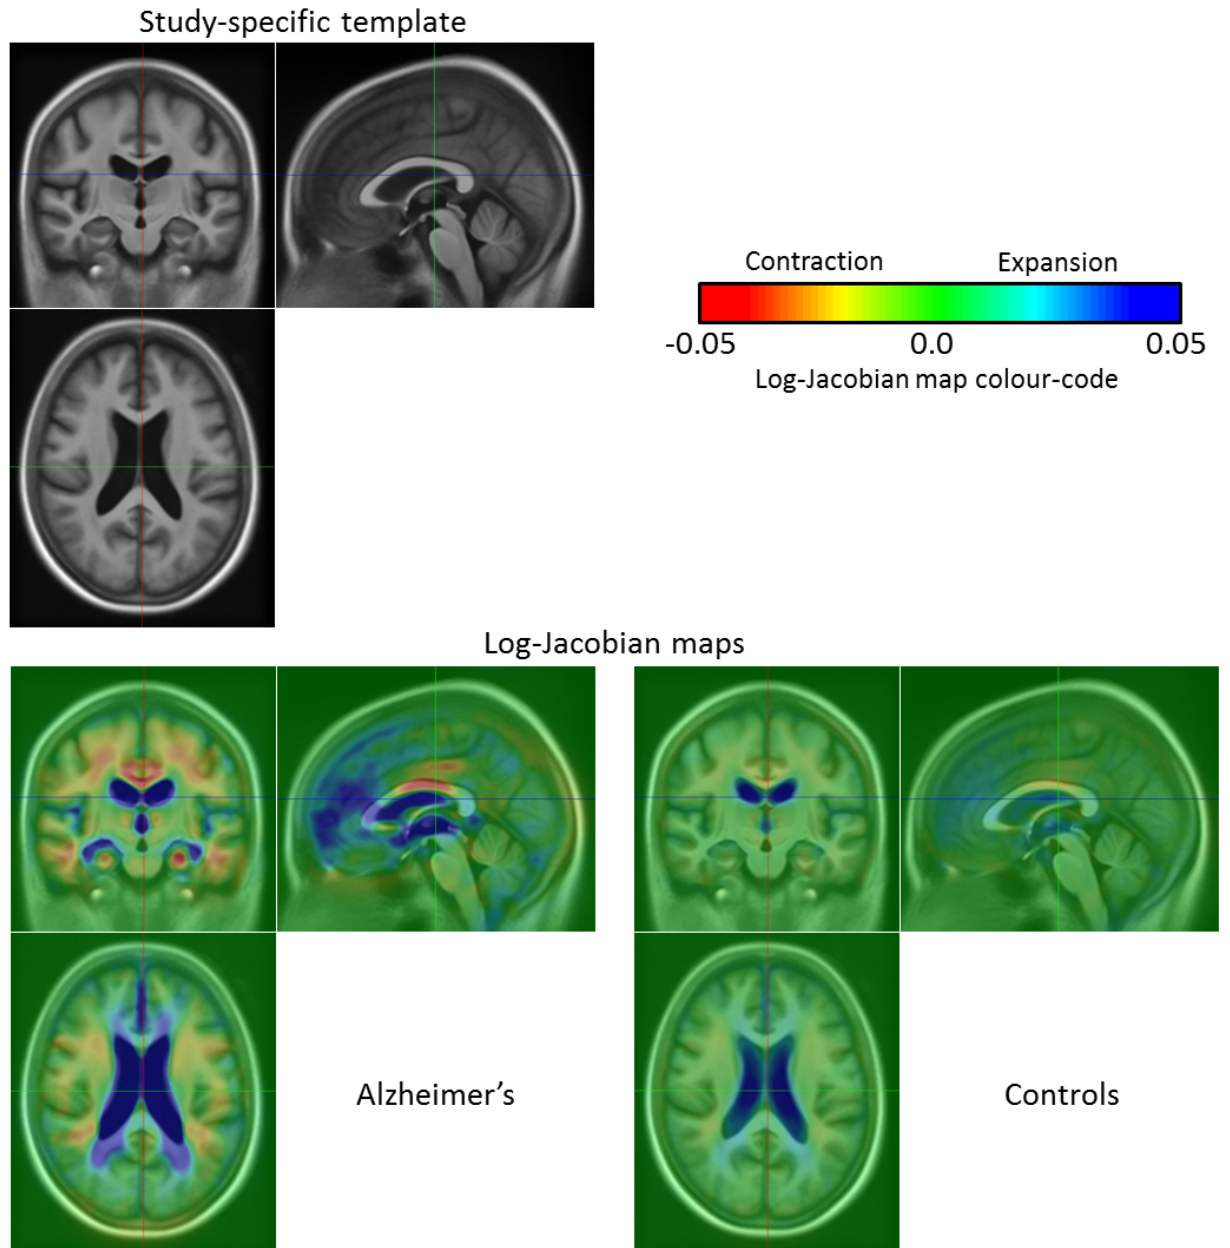 Study-specific template
Contraction
Expansion
-0.05
0.0
0.05
Log-Jacobian map colour-code
Log-Jacobian maps
Alzheimer’s
Controls